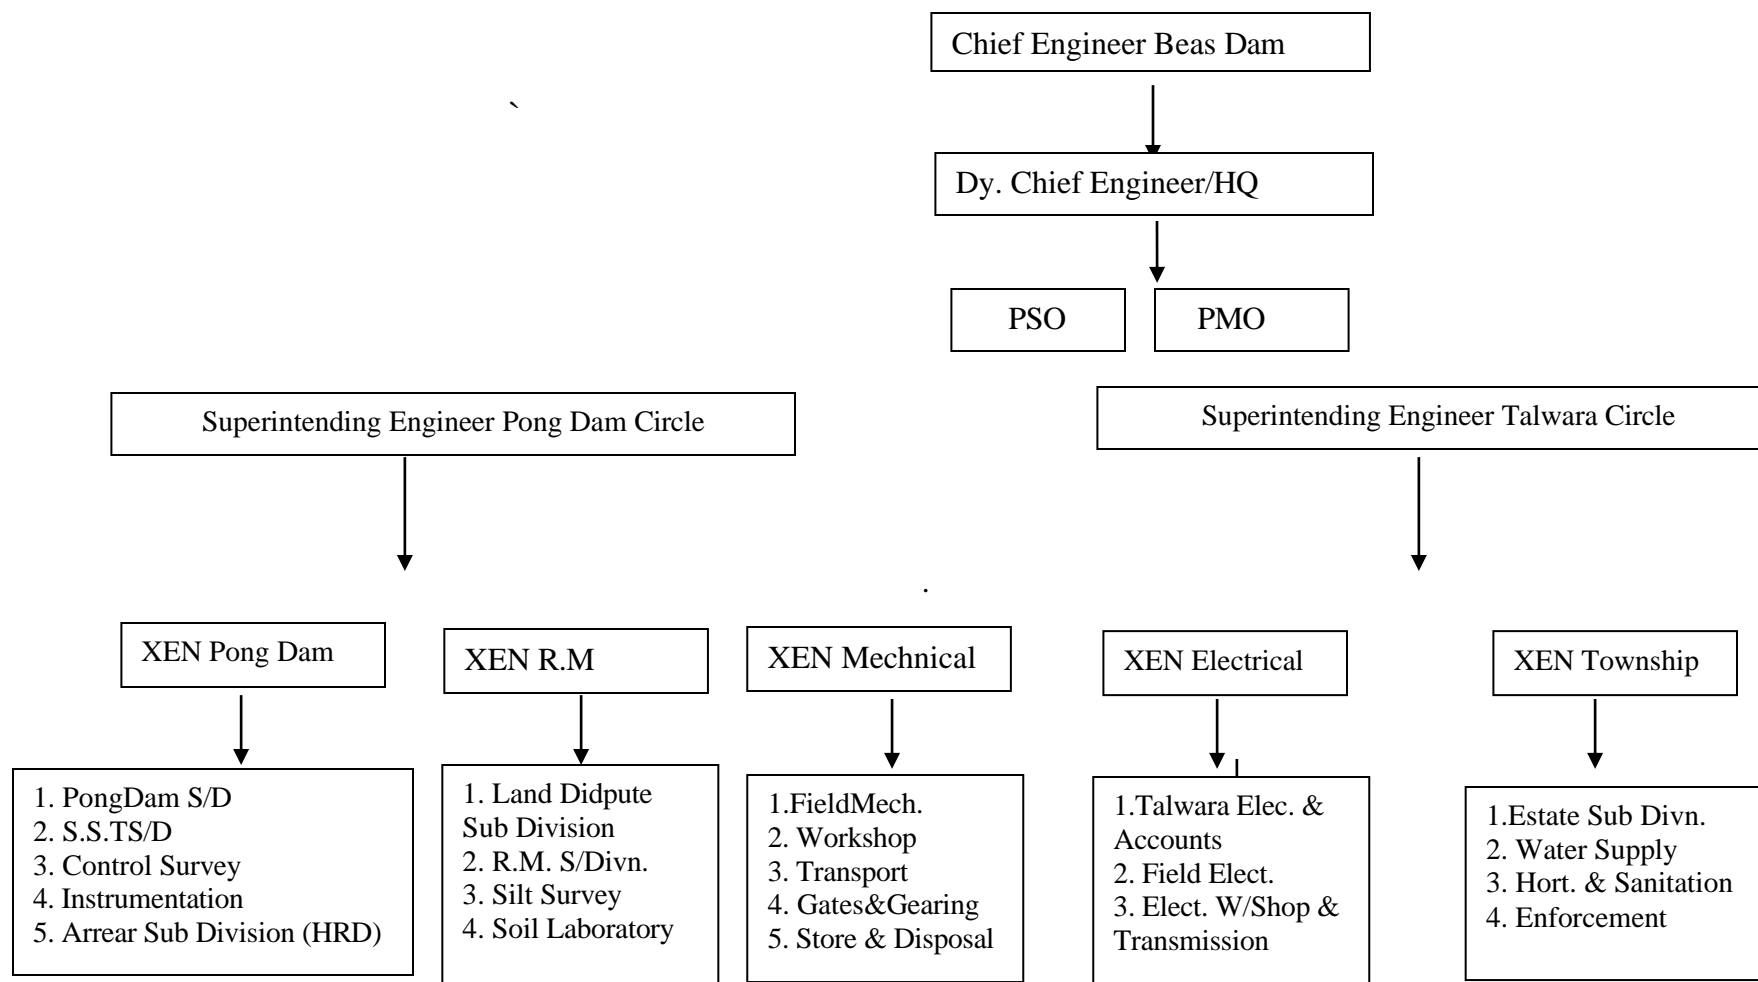 Chief Engineer Beas Dam
`
Dy. Chief Engineer/HQ
PSO
PMO
Superintending Engineer Pong Dam Circle
Superintending Engineer Talwara Circle
.
XEN Pong Dam
XEN R.M
XEN Mechnical
XEN Electrical
XEN Township
1. PongDam S/D
2. S.S.TS/D
3. Control Survey
4. Instrumentation
5. Arrear Sub Division (HRD)
1. Land Didpute
Sub Division
2. R.M. S/Divn.
3. Silt Survey
4. Soil Laboratory
1.FieldMech.
2. Workshop
3. Transport
4. Gates&Gearing
5. Store & Disposal
1.Talwara Elec. &
Accounts
2. Field Elect.
3. Elect. W/Shop &
Transmission
1.Estate Sub Divn.
2. Water Supply
3. Hort. & Sanitation
4. Enforcement